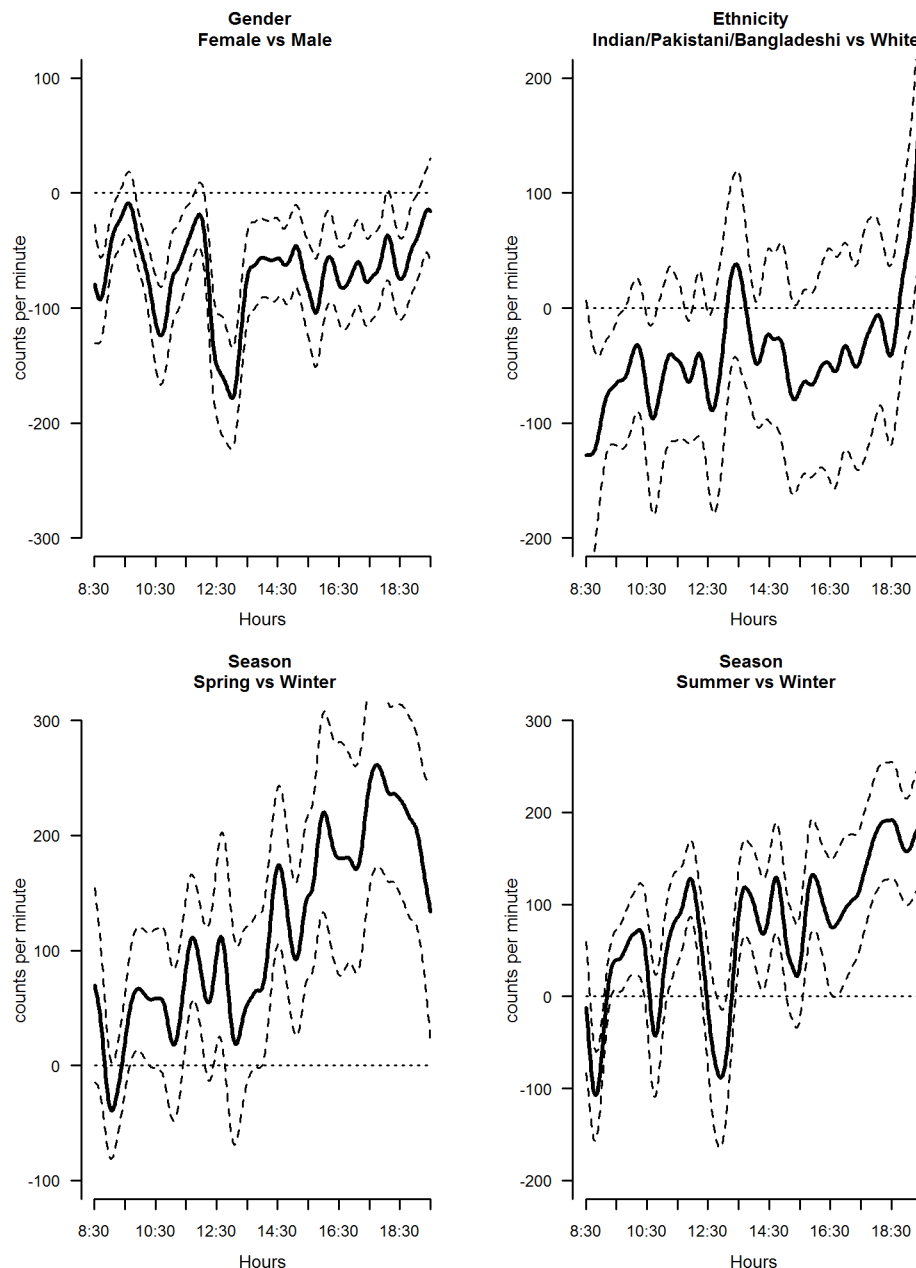 Gender
Female vs Male
counts per minute
100
0
-100
-200
-300
8:30 10:30 12:30 14:30 16:30 18:30
Hours
Ethnicity
Indian/Pakistani/Bangladeshi vs White
counts per minute
200
100
0
-100
-200
8:30 10:30 12:30 14:30 16:30 18:30
Hours
Season
Spring vs Winter
counts per minute
300
200
100
0
-100
8:30 10:30 12:30 14:30 16:30 18:30
Hours
Season
Summer vs Winter
counts per minute
300
200
100
0
-100
-200
8:30 10:30 12:30 14:30 16:30 18:30
Hours